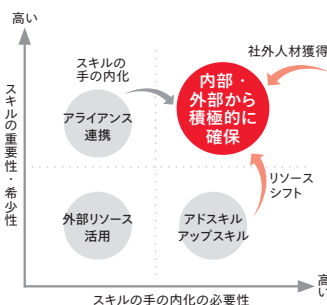 高い
スキルの重要性・希少性
スキルの
手の内化
社外人材獲得
アライアンス
連携
内部・
外部から
積極的に
確保
リソース
シフト
外部リソース
活用
アドスキル
アップスキル
スキルの手の内化の必要性
高い